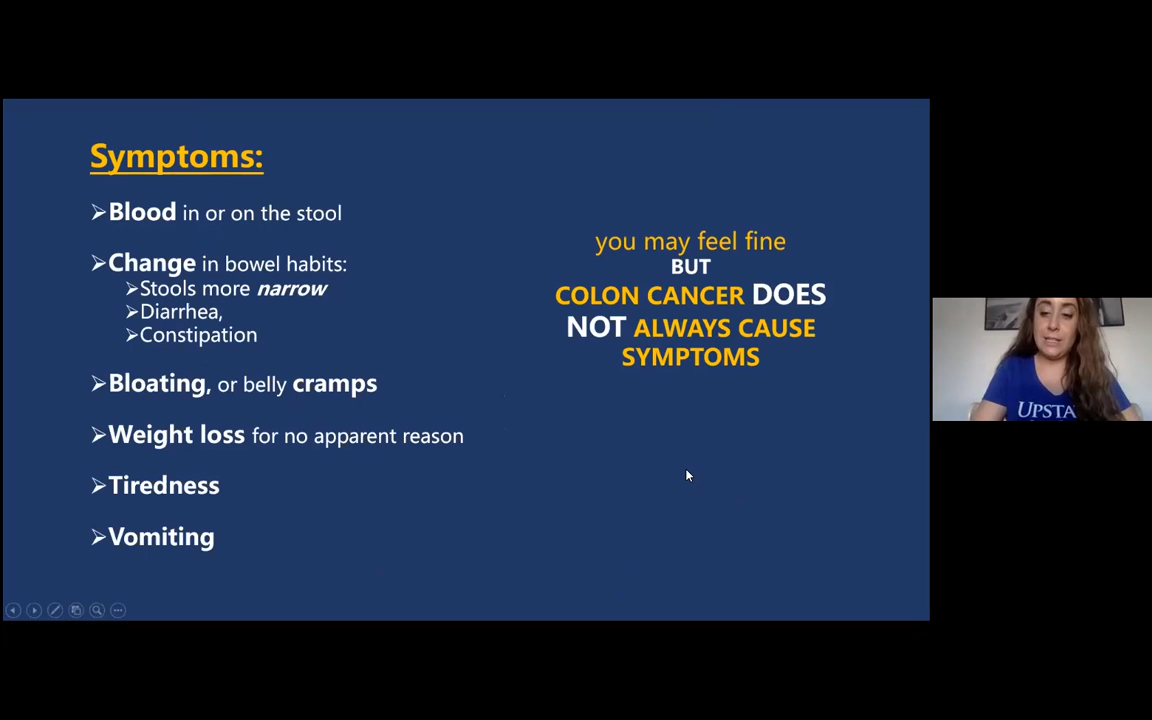 Symptoms:
➢Blood in or on the stool
➢Change in bowel habits:
➢Stools more narrow
➢Diarrhea,
➢Constipation
➢Bloating, or belly cramps
➢Weight loss for no apparent reason
➢Tiredness
➢Vomiting
you may feel fine
BUT
COLON CANCER DOES
NOT ALWAYS CAUSE
SYMPTOMS
UPSTA